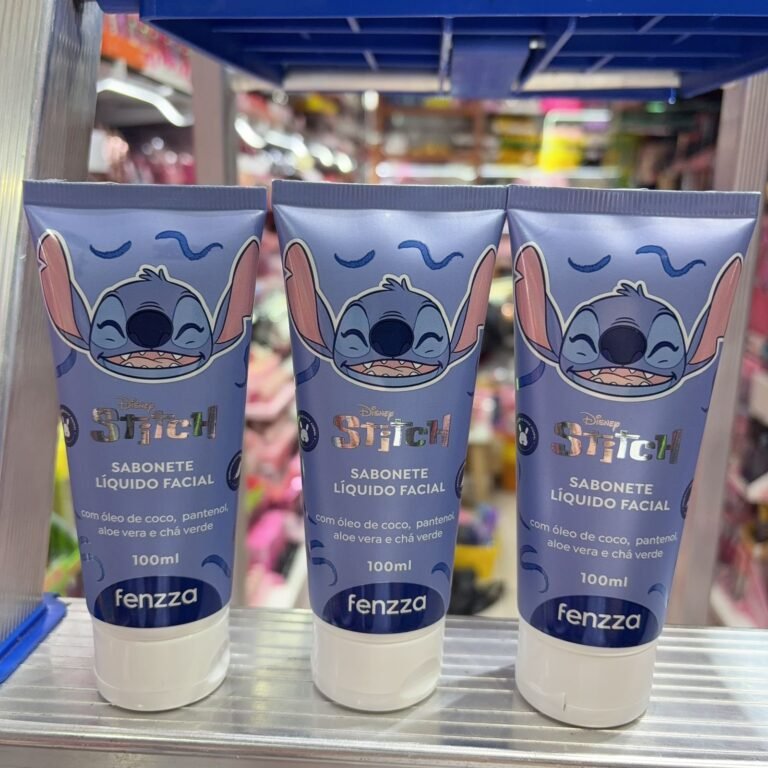 Disney
STITCH
SABONETE
LÍQUIDO FACIAL
com óleo de coco, pantenol,
aloe vera e chá verde
100ml
fenzza
Disney
STITCH
SABONETE
LÍQUIDO FACIAL
com óleo de coco, pantenol,
aloe vera e chá verde
100ml
fenzza
Disney
STITCH
SABONETE
LÍQUIDO FACIAL
com óleo de coco, pantenol,
aloe vera e chá verde
100ml
fenzza